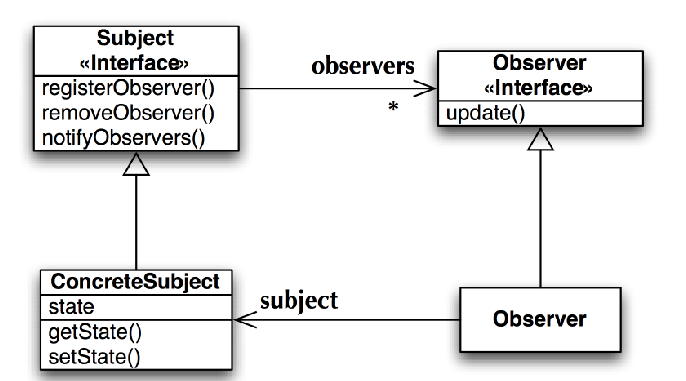 Subject
«Interface»
registerObserver()
removeObserver()
notifyObservers()
observers
*
Observer
«Interface»
update()
ConcreteSubject
state
getState()
setState()
subject
Observer